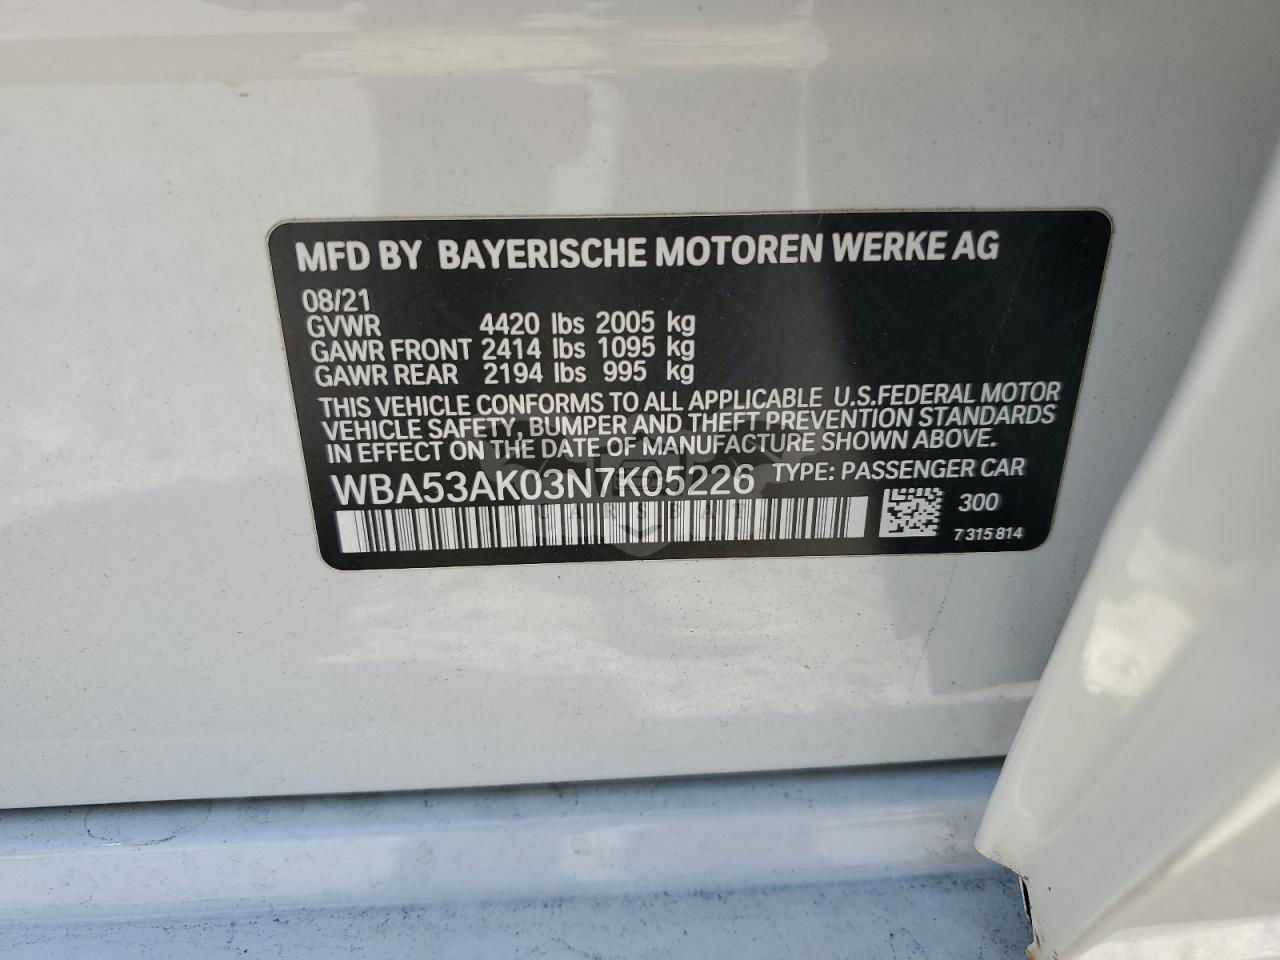 MFD BY BAYERISCHE MOTOREN WERKE AG
08/21
GVWR 4420 lbs 2005 kg
GAWR FRONT 2414 lbs 1095 kg
GAWR REAR 2194 lbs 995 kg
THIS VEHICLE CONFORMS TO ALL APPLICABLE U.S.FEDERAL MOTOR
VEHICLE SAFETY, BUMPER AND THEFT PREVENTION STANDARDS
IN EFFECT ON THE DATE OF MANUFACTURE SHOWN ABOVE.
WBA53AK03N7K05226 TYPE: PASSENGER CAR
300
7 315 814